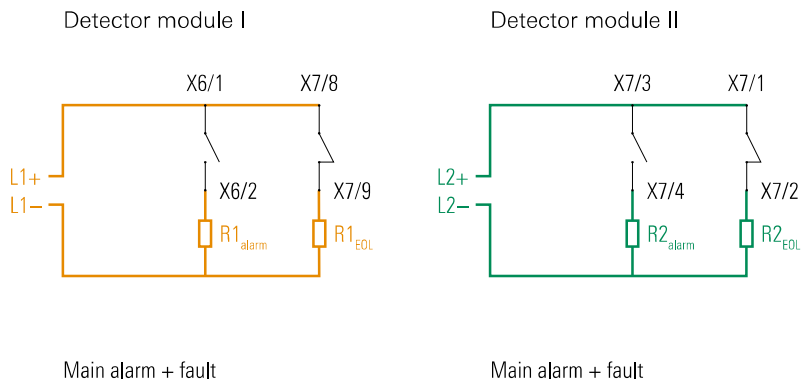 Detector module I
Detector module II
X6/1
X7/8
X7/3
X7/1
L1+
L1–
X6/2
X7/9
L2+
L2–
X7/4
X7/2
R1alarm
R1EOL
R2alarm
R2EOL
Main alarm + fault
Main alarm + fault